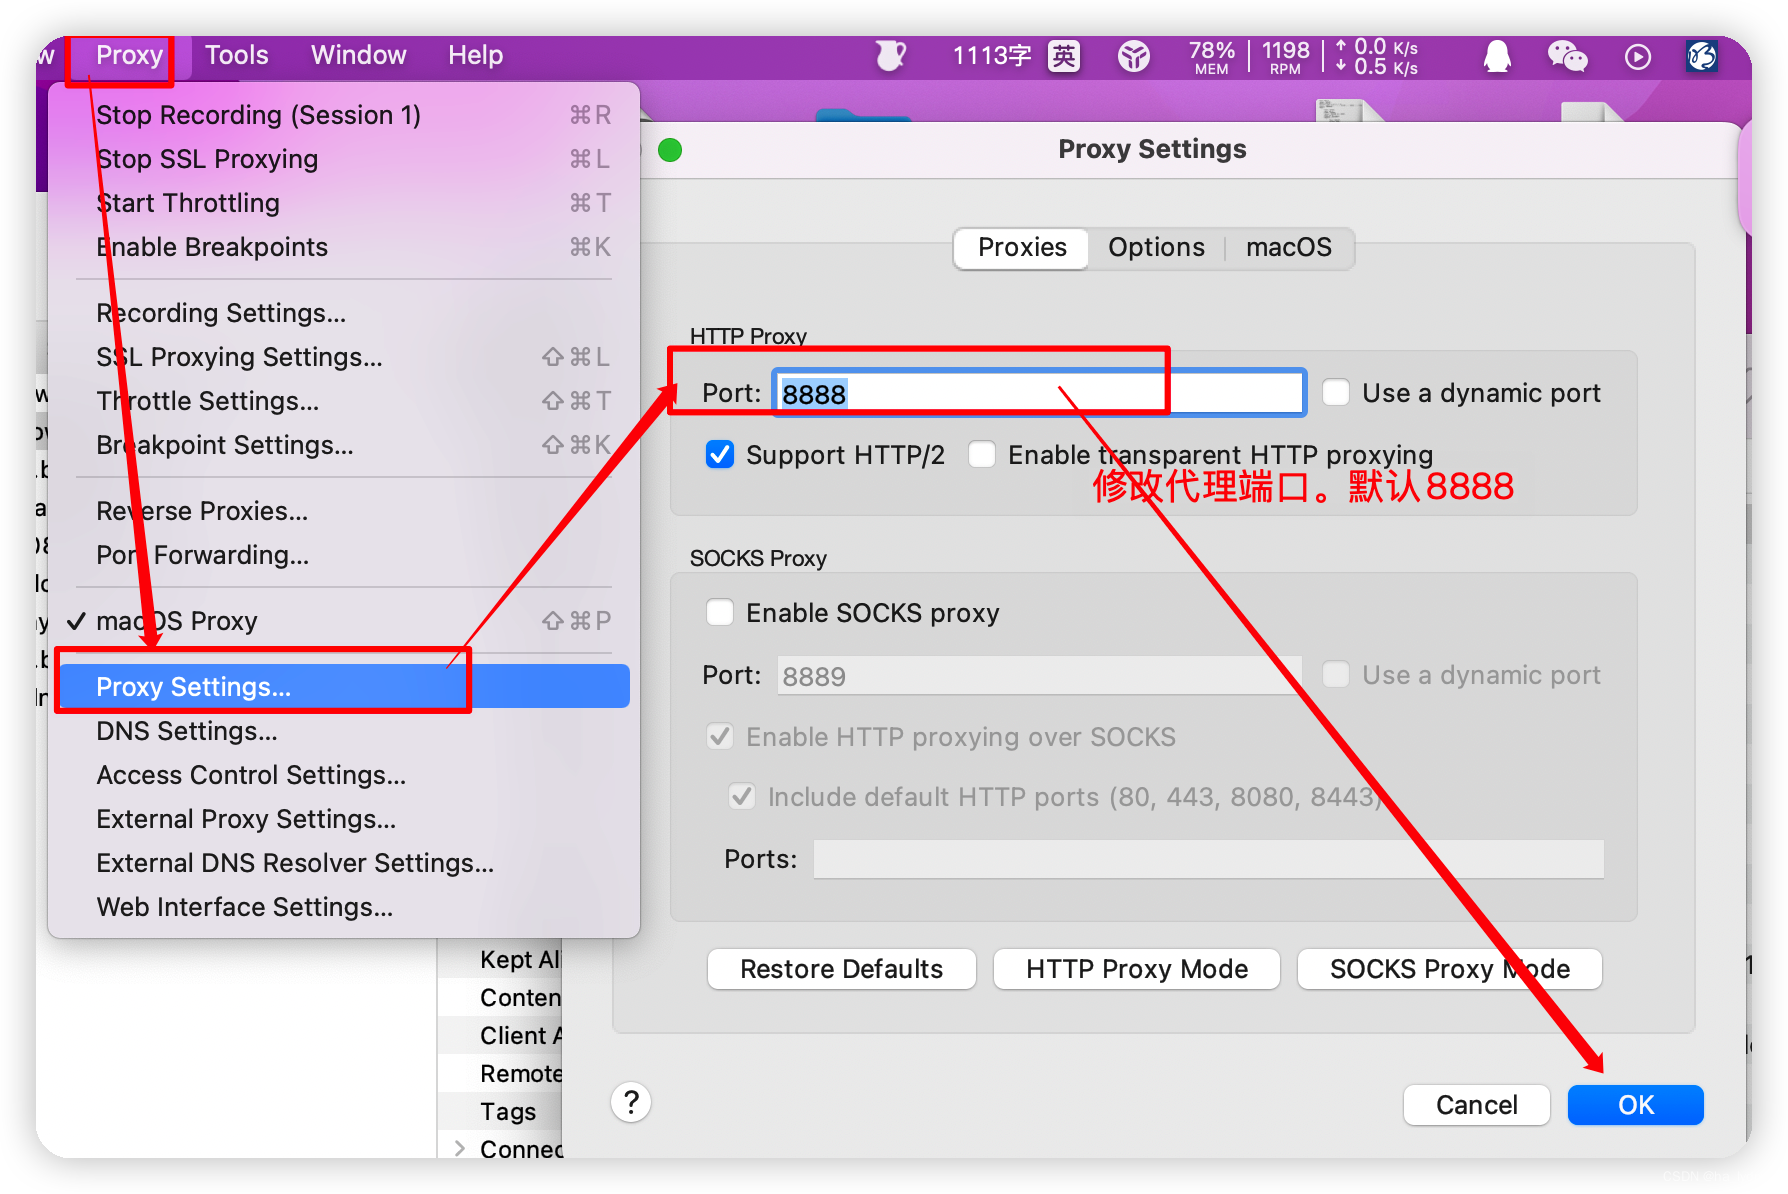 Proxy Tools Window Help 1113字 英 78% MEM 1198 RPM ↑ 0.0 K/s ↓ 0.5 K/s
Stop Recording (Session 1) ⌘R
Stop SSL Proxying ⌘L
Start Throttling ⌘T
Enable Breakpoints ⌘K
Recording Settings...
SSL Proxying Settings... ⇧⌘L
Throttle Settings... ⇧⌘T
Breakpoint Settings... ⇧⌘K
Reverse Proxies...
Port Forwarding...
✓ macOS Proxy ⇧⌘P
Proxy Settings...
DNS Settings...
Access Control Settings...
External Proxy Settings...
External DNS Resolver Settings...
Web Interface Settings...
Kept Ali
Conten
Client A
Remote
Tags
Connec
Proxy Settings
Proxies Options macOS
HTTP Proxy
Port: 8888 Use a dynamic port
Support HTTP/2 Enable transparent HTTP proxying
修改代理端口。默认8888
SOCKS Proxy
Enable SOCKS proxy
Port: 8889 Use a dynamic port
Enable HTTP proxying over SOCKS
Include default HTTP ports (80, 443, 8080, 8443)
Ports:
Restore Defaults HTTP Proxy Mode SOCKS Proxy Mode
? Cancel OK